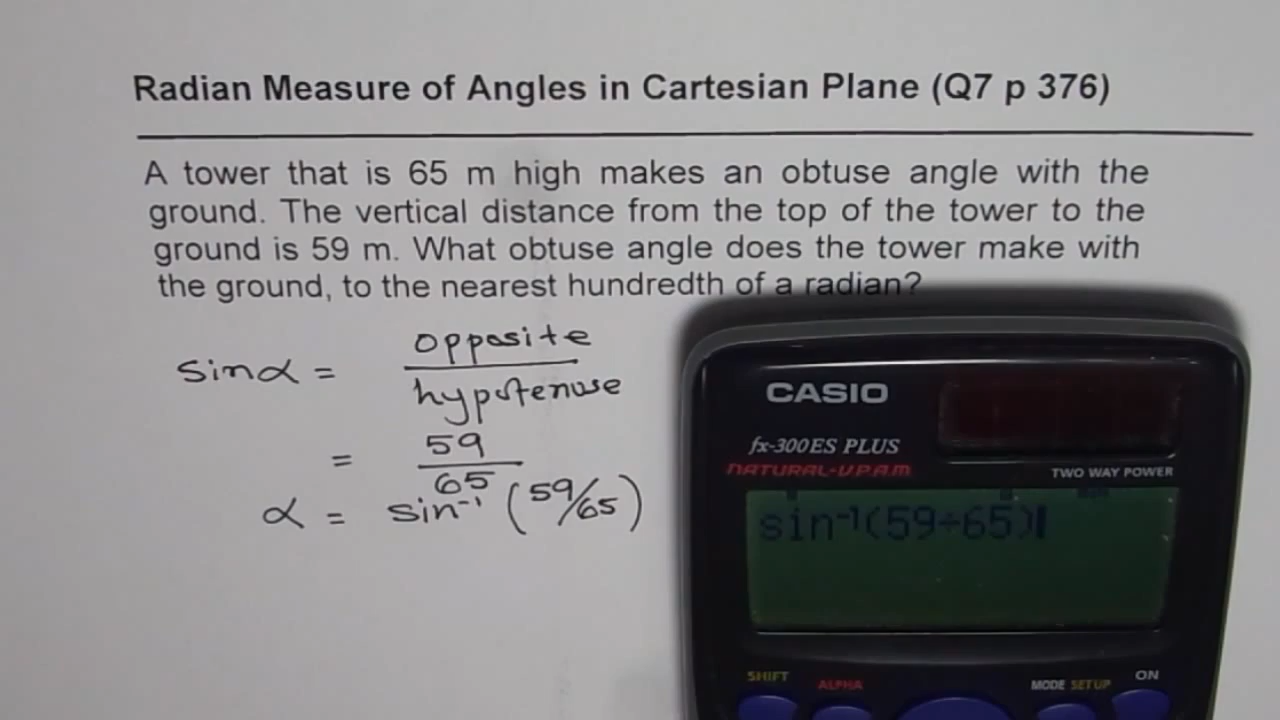 Radian Measure of Angles in Cartesian Plane (Q7 p 376)
A tower that is 65 m high makes an obtuse angle with the
ground. The vertical distance from the top of the tower to the
ground is 59 m. What obtuse angle does the tower make with
the ground, to the nearest hundredth of a radian?
sinα = opposite/hypotenuse
= 59/65
α = sin⁻¹ (59/65)
CASIO
fx-300ES PLUS
NATURAL-V.P.A.M.
TWO WAY POWER
sin⁻¹(59÷65)
SHIFT
ALPHA
MODE SETUP
ON